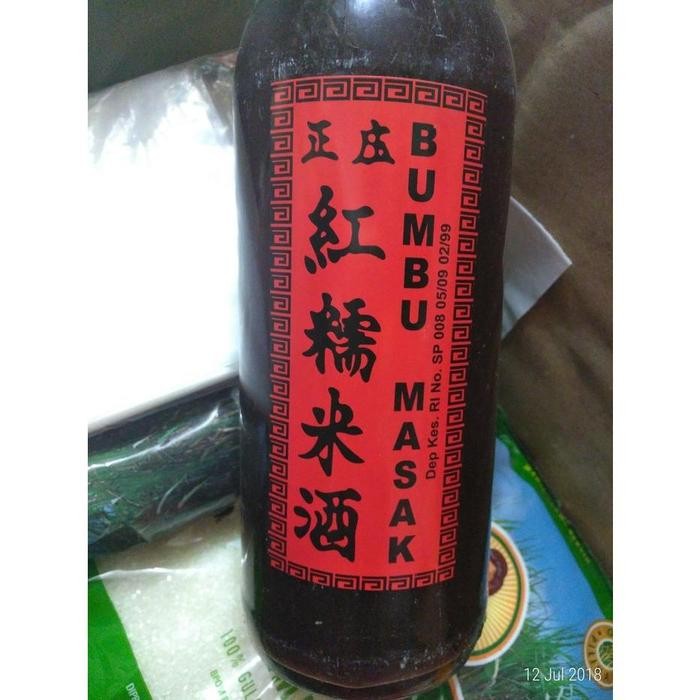 正庄
紅糯米酒
BUMBU MASAK
Dep Kes. RI No. SP 008 05/09 02/99
100% GUL
12 Jul 2018